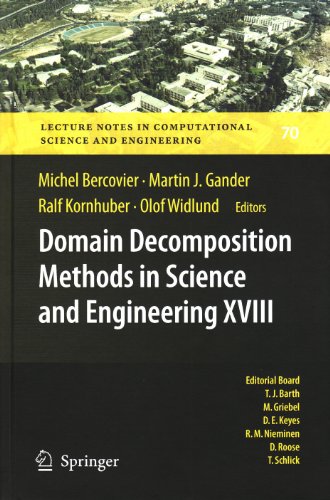 LECTURE NOTES IN COMPUTATIONAL
SCIENCE AND ENGINEERING
70
Michel Bercovier · Martin J. Gander
Ralf Kornhuber · Olof Widlund Editors
Domain Decomposition
Methods in Science
and Engineering XVIII
Editorial Board
T. J. Barth
M. Griebel
D. E. Keyes
R. M. Nieminen
D. Roose
T. Schlick
Springer